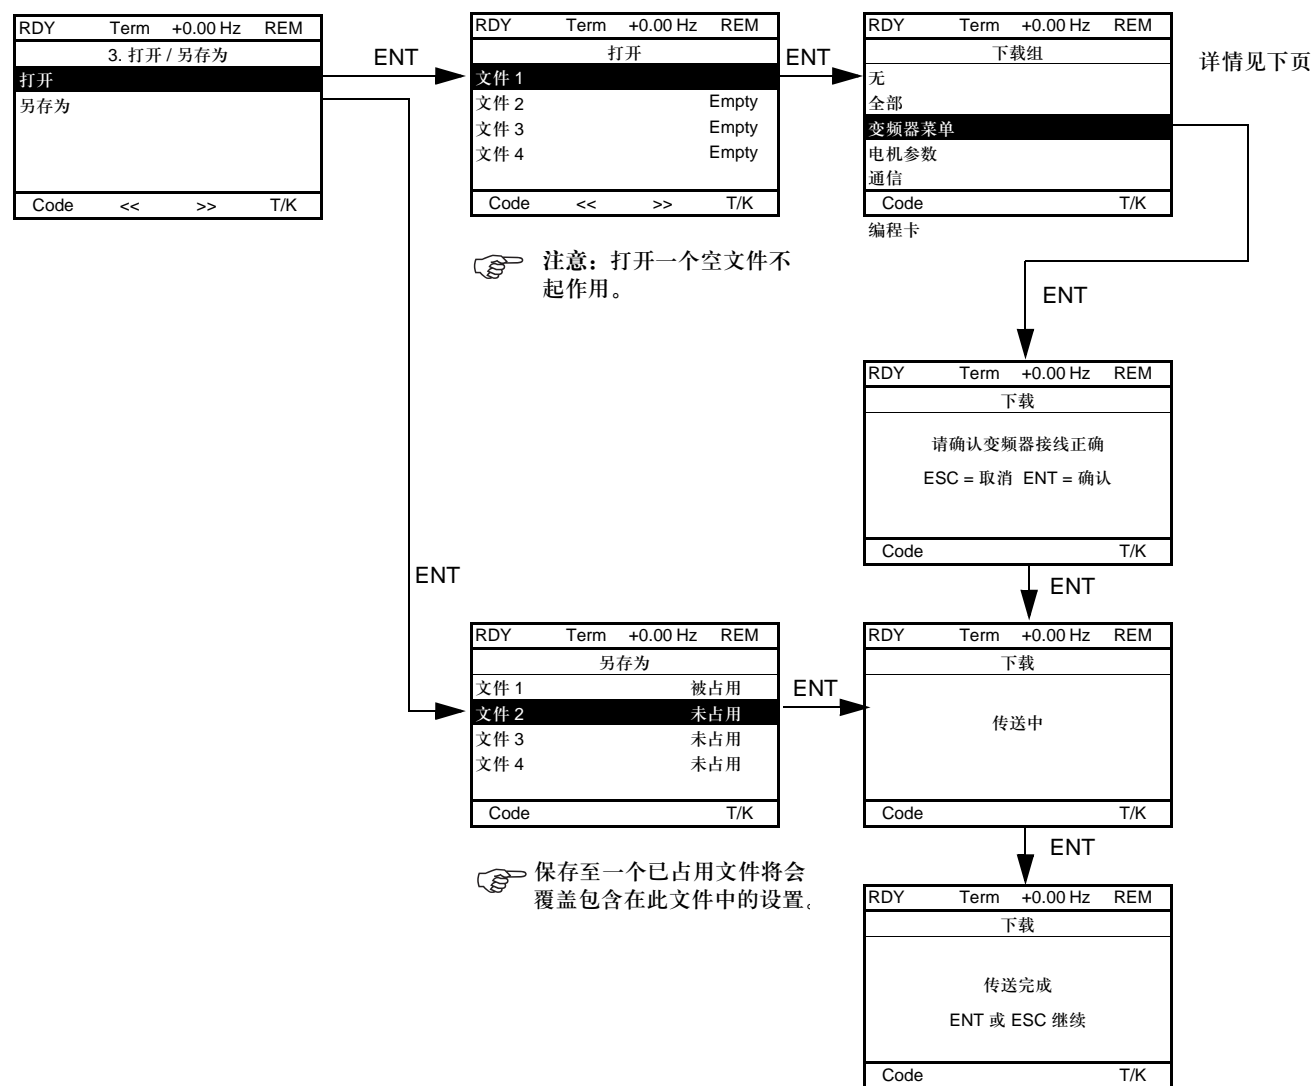 RDY Term +0.00 Hz REM
3. 打开 / 另存为
打开
另存为
Code << >> T/K
ENT
RDY Term +0.00 Hz REM
打开
文件 1
文件 2 Empty
文件 3 Empty
文件 4 Empty
Code << >> T/K
注意：打开一个空文件不
起作用。
ENT
RDY Term +0.00 Hz REM
下载组
无
全部
变频器菜单
电机参数
通信
Code T/K
编程卡
详情见下页
ENT
RDY Term +0.00 Hz REM
下载
请确认变频器接线正确
ESC = 取消 ENT = 确认
Code T/K
ENT
ENT
RDY Term +0.00 Hz REM
另存为
文件 1 被占用
文件 2 未占用
文件 3 未占用
文件 4 未占用
Code T/K
保存至一个已占用文件将会
覆盖包含在此文件中的设置。
ENT
RDY Term +0.00 Hz REM
下载
传送中
Code T/K
ENT
RDY Term +0.00 Hz REM
下载
传送完成
ENT 或 ESC 继续
Code T/K